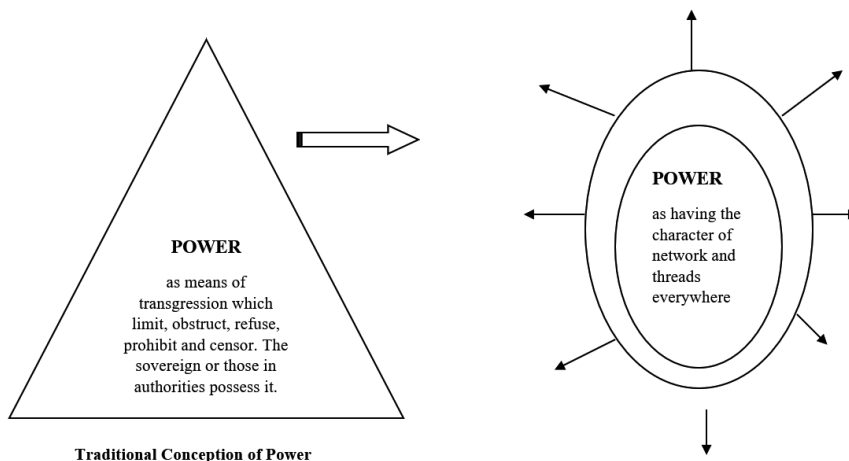 POWER
as means of
transgression which
limit, obstruct, refuse,
prohibit and censor. The
sovereign or those in
authorities possess it.
Traditional Conception of Power
POWER
as having the
character of
network and
threads
everywhere